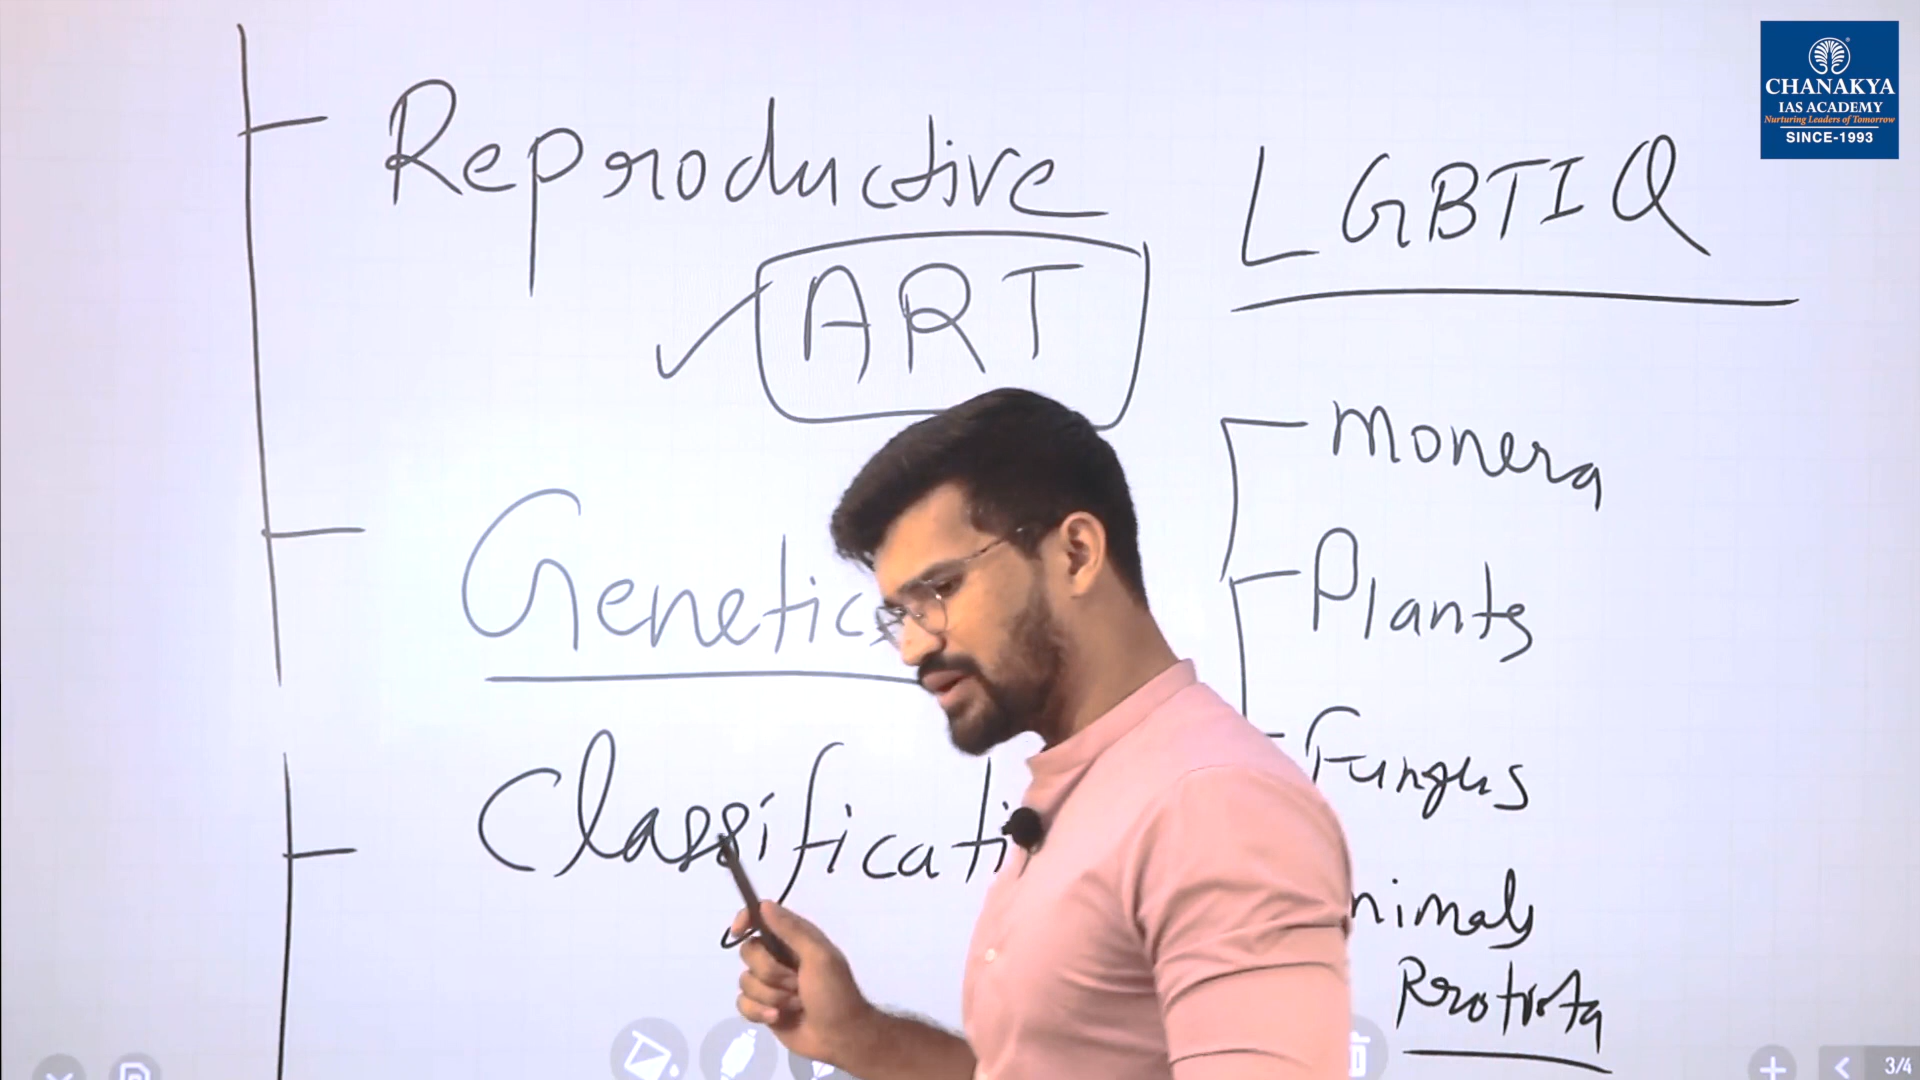 CHANAKYA
IAS ACADEMY
Nurturing Leaders of Tomorrow
SINCE-1993
Reproductive
LGBTIQ
ART
Monera
Genetics
Plants
Fungus
Classificati
nimals
Protista
3/4